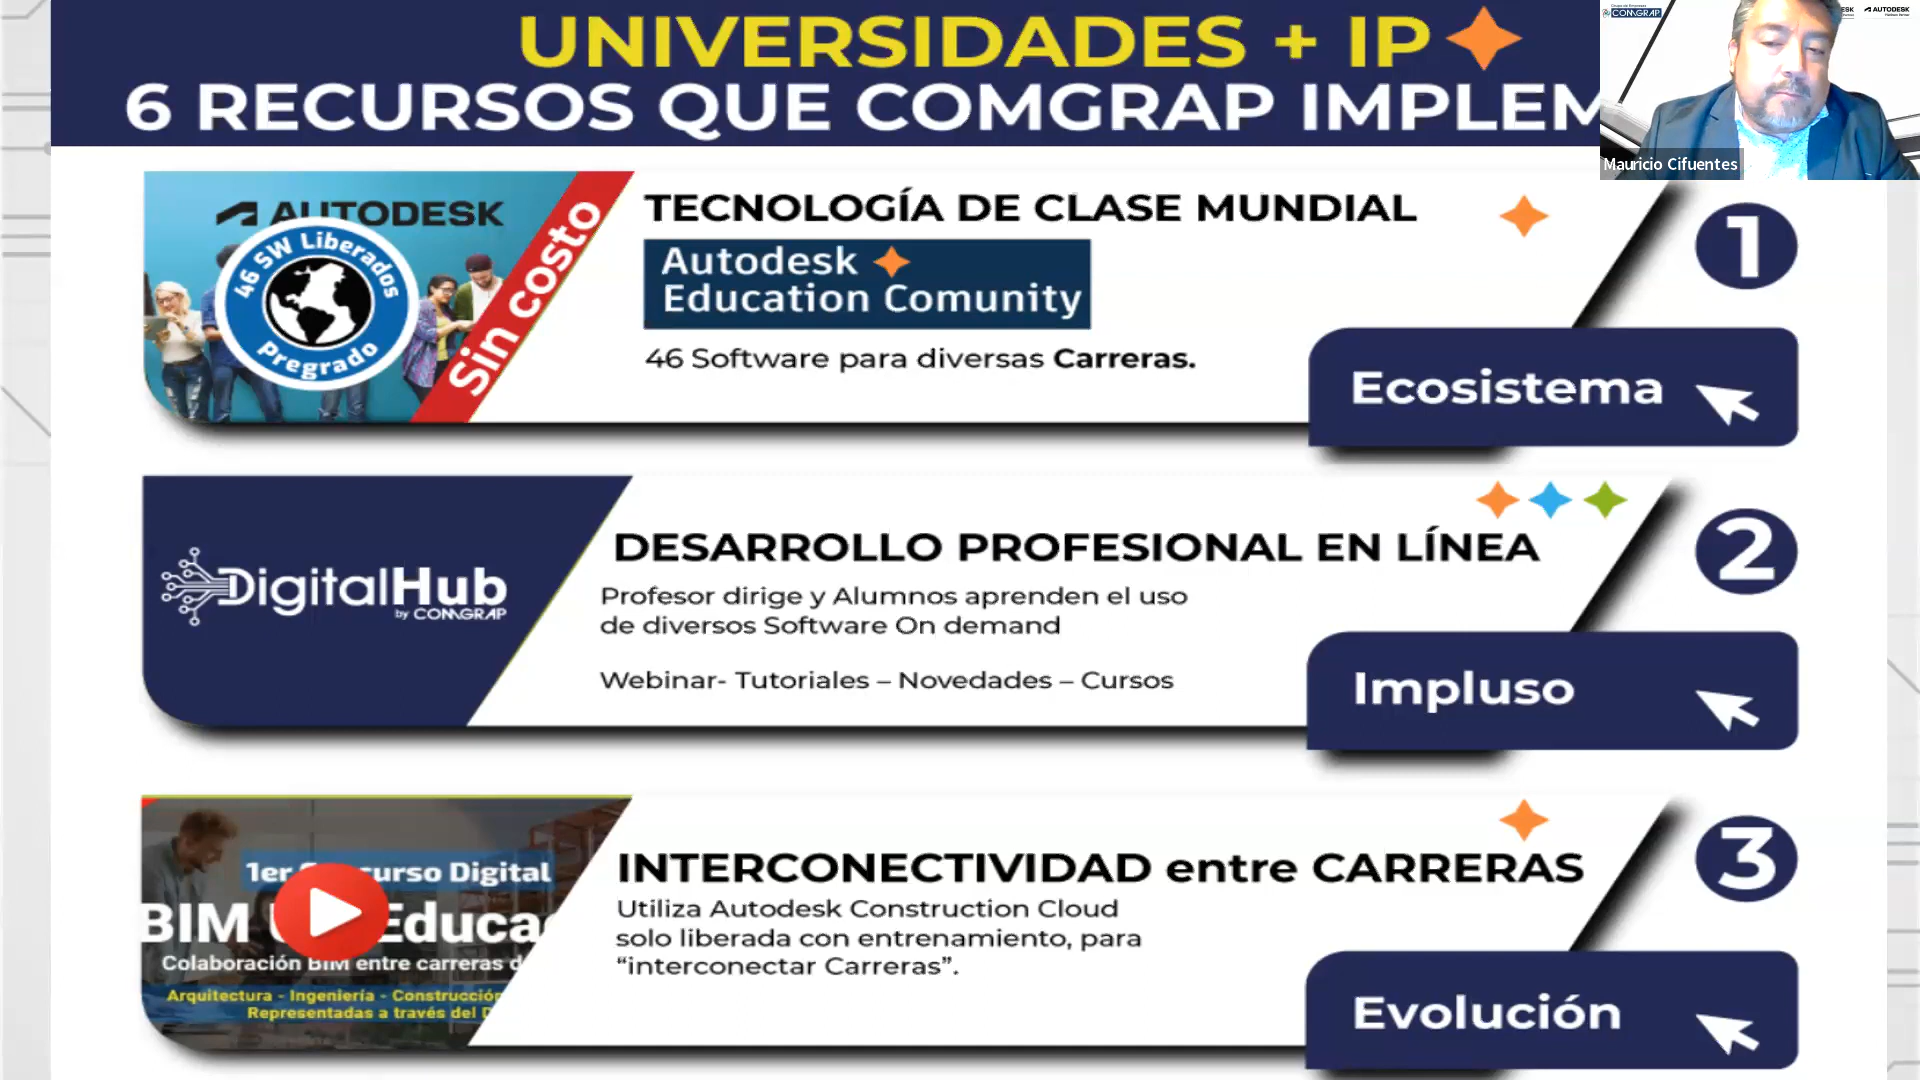 UNIVERSIDADES + IP
6 RECURSOS QUE COMGRAP IMPLEM
COMGRAP
AUTODESK
Mauricio Cifuentes
AUTODESK
46 SW Liberados
Pregrado
Sin costo
TECNOLOGÍA DE CLASE MUNDIAL
Autodesk
Education Comunity
46 Software para diversas Carreras.
1
Ecosistema
DigitalHub
by COMGRAP
DESARROLLO PROFESIONAL EN LÍNEA
Profesor dirige y Alumnos aprenden el uso
de diversos Software On demand
Webinar- Tutoriales – Novedades – Cursos
2
Impluso
1er urso Digital
BIM Educa
Colaboración BIM entre carreras d
Arquitectura - Ingeniería - Construcción
Representadas a través del D
INTERCONECTIVIDAD entre CARRERAS
Utiliza Autodesk Construction Cloud
solo liberada con entrenamiento, para
“interconectar Carreras”.
3
Evolución